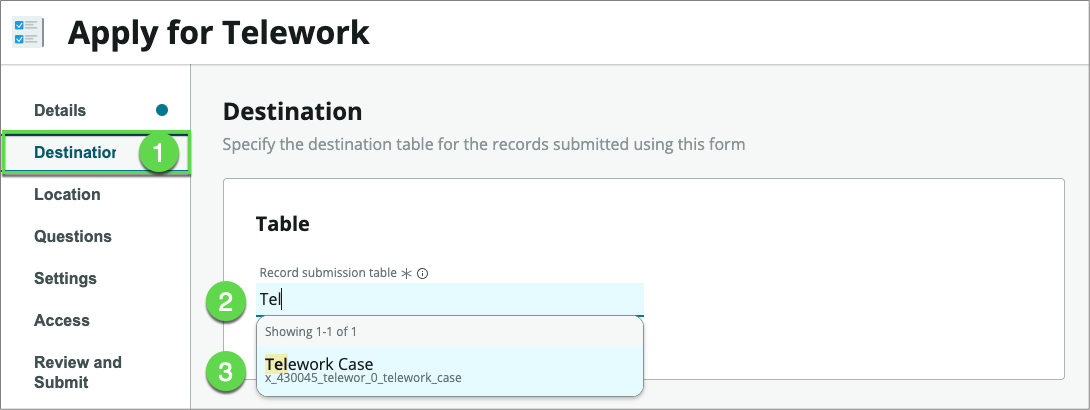 Apply for Telework
Details
Destination
1
Location
Questions
Settings
Access
Review and
Submit
Destination
Specify the destination table for the records submitted using this form
Table
Record submission table
2
Tel
Showing 1-1 of 1
3
Telework Case
x_430045_telewor_0_telework_case